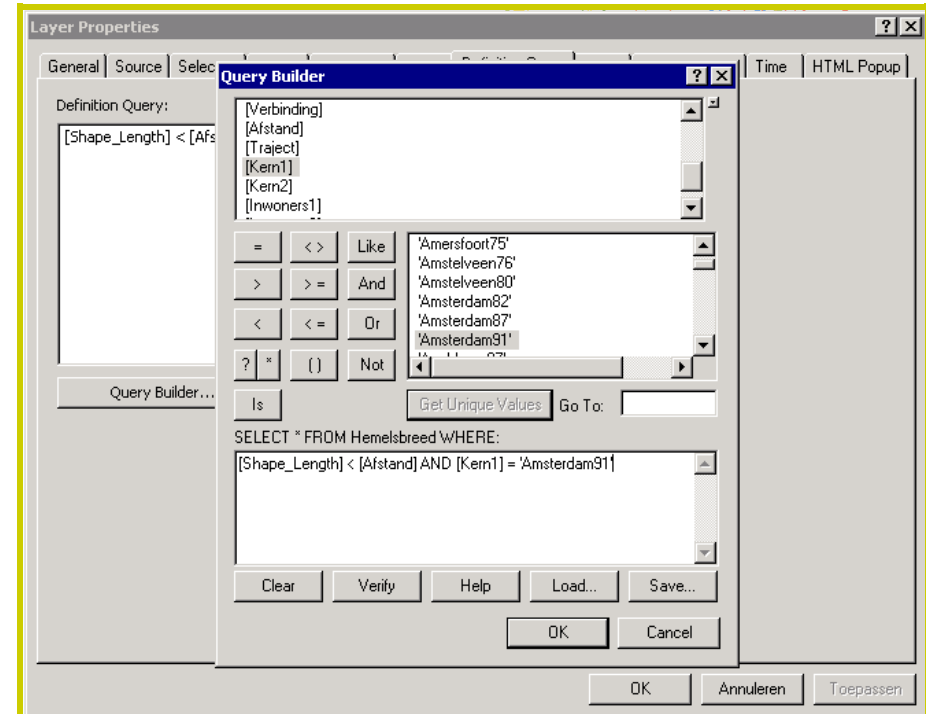 Layer Properties
? ×
General Source Selec
Time HTML Popup
Definition Query:
[Shape_Length] < [Afs
Query Builder...
Query Builder
? ×
[Verbinding]
[Afstand]
[Traject]
[Kern1]
[Kern2]
[Inwoners1]
= < > Like
> > = And
< < = Or
? * () Not
Is
'Amersfoort75'
'Amstelveen76'
'Amstelveen80'
'Amsterdam82'
'Amsterdam87'
'Amsterdam91'
Get Unique Values Go To:
SELECT * FROM Hemelsbreed WHERE:
[Shape_Length] < [Afstand] AND [Kern1] = 'Amsterdam91'
Clear Verify Help Load... Save...
OK Cancel
OK Annuleren Toepassen